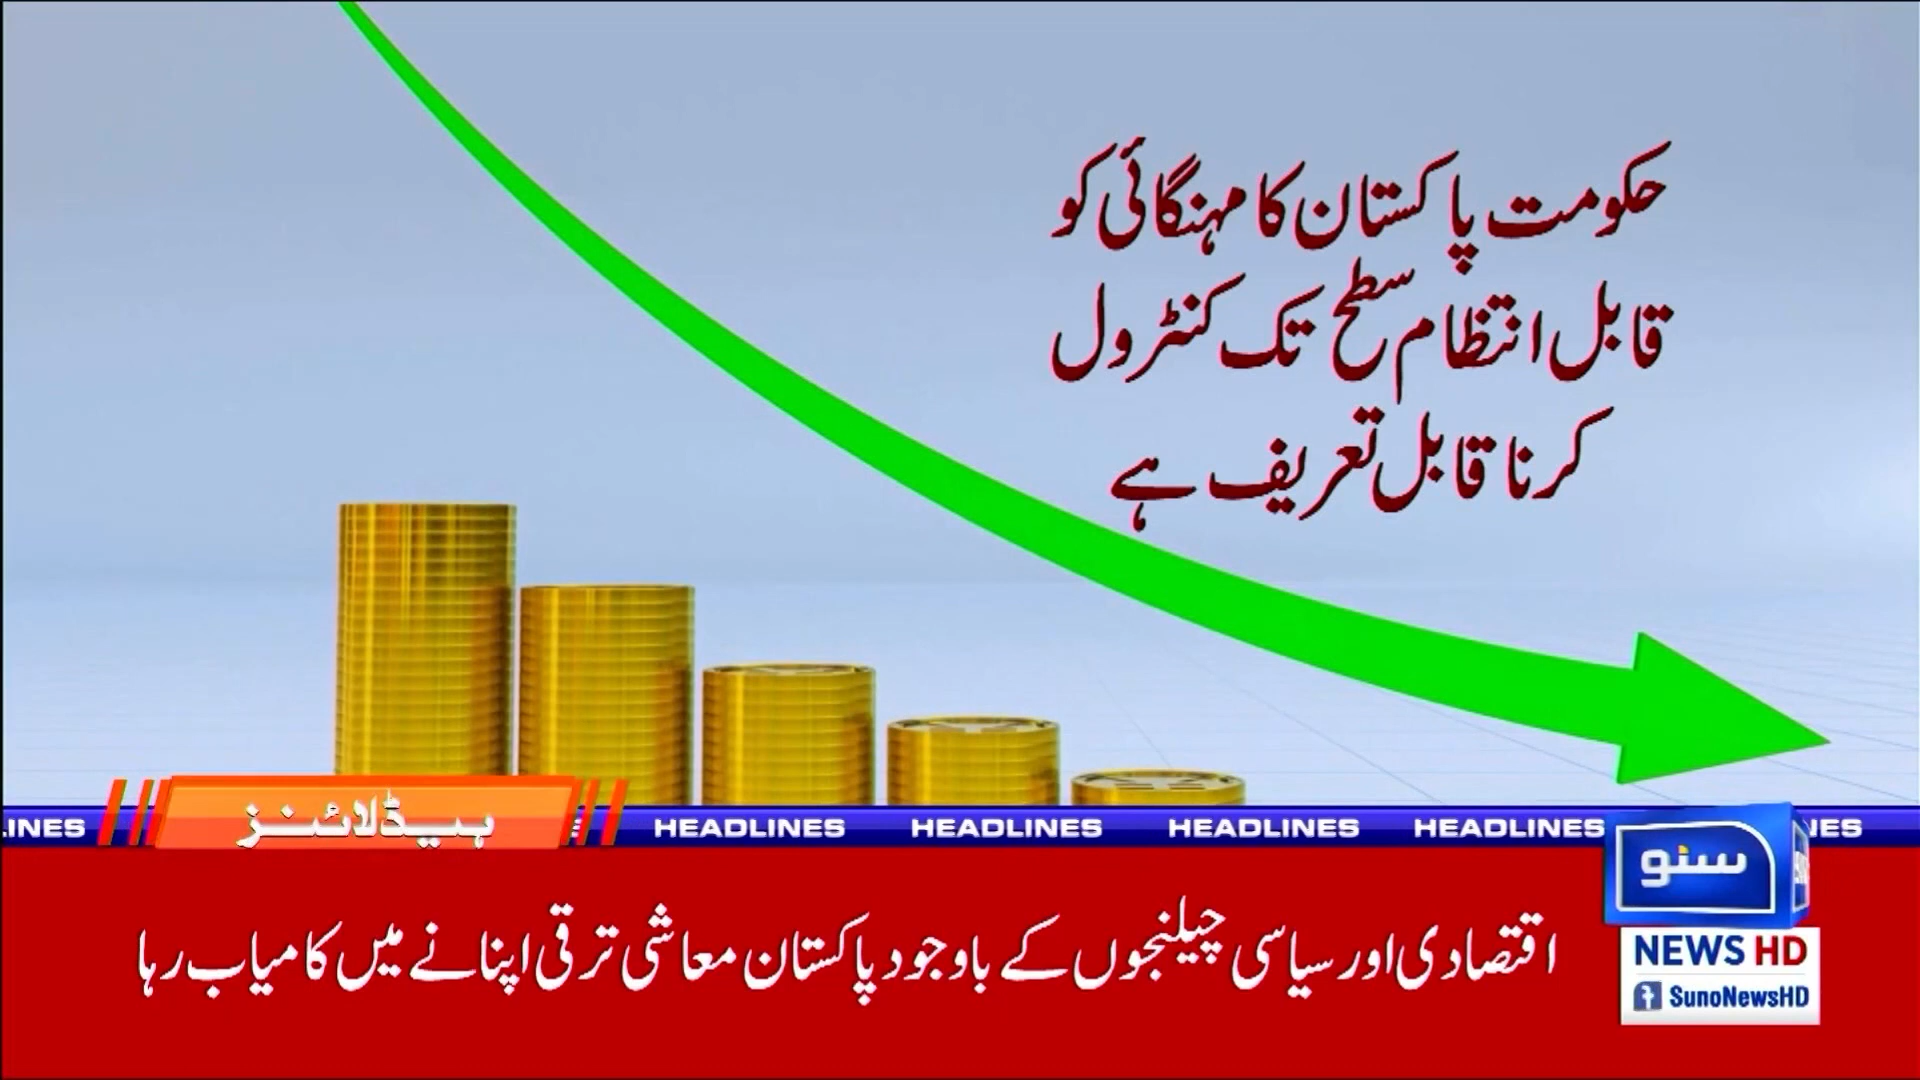 حکومت پاکستان کا مہنگائی کو
قابل انتظام سطح تک کنٹرول
کرنا قابل تعریف ہے
INES
ہیڈلائنز
HEADLINES
HEADLINES
HEADLINES
HEADLINES
NES
سنو
اقتصادی اور سیاسی چیلنجوں کے باوجود پاکستان معاشی ترقی اپنانے میں کامیاب رہا
NEWS HD
SunoNewsHD